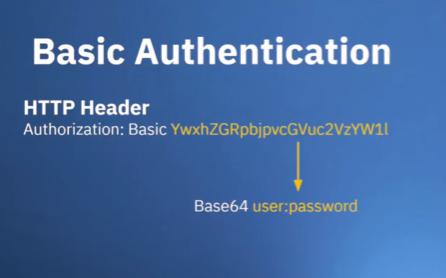 Basic Authentication
HTTP Header
Authorization: Basic YwxhZGRpbjpvcGVuc2VzYW1l
Base64 user:password